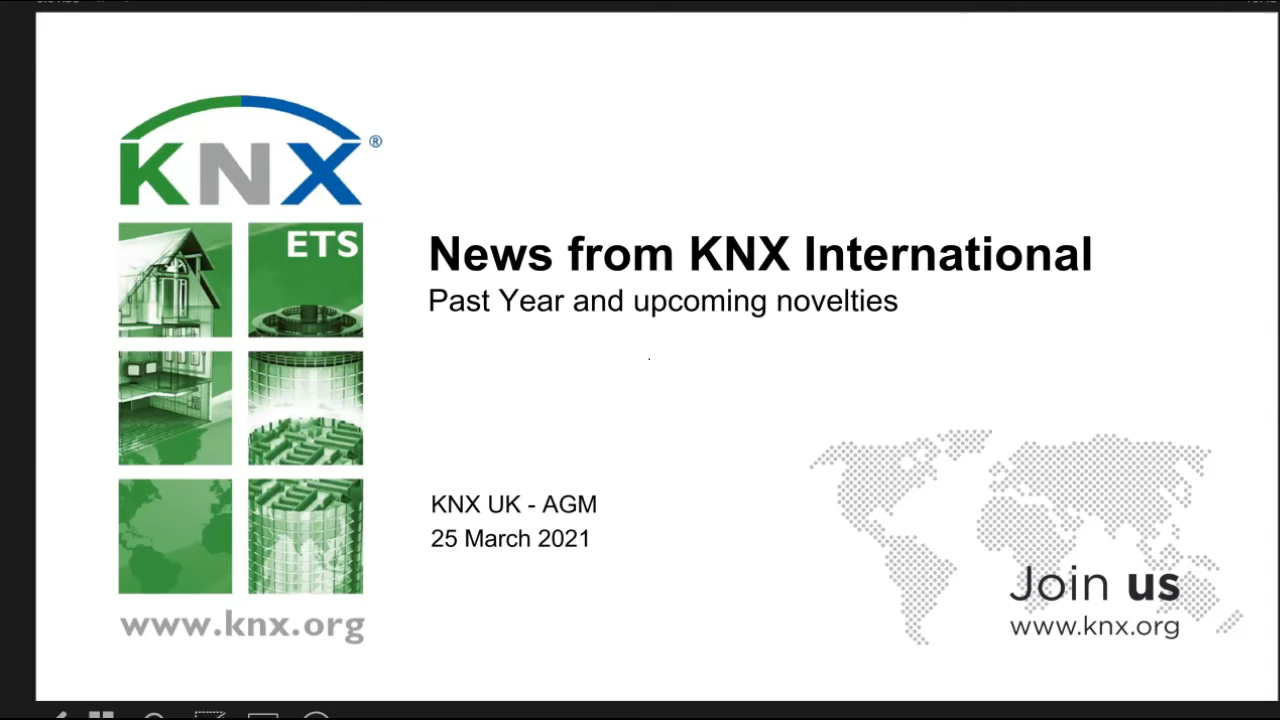 KNX®
ETS
News from KNX International
Past Year and upcoming novelties
KNX UK - AGM
25 March 2021
www.knx.org
Join us
www.knx.org